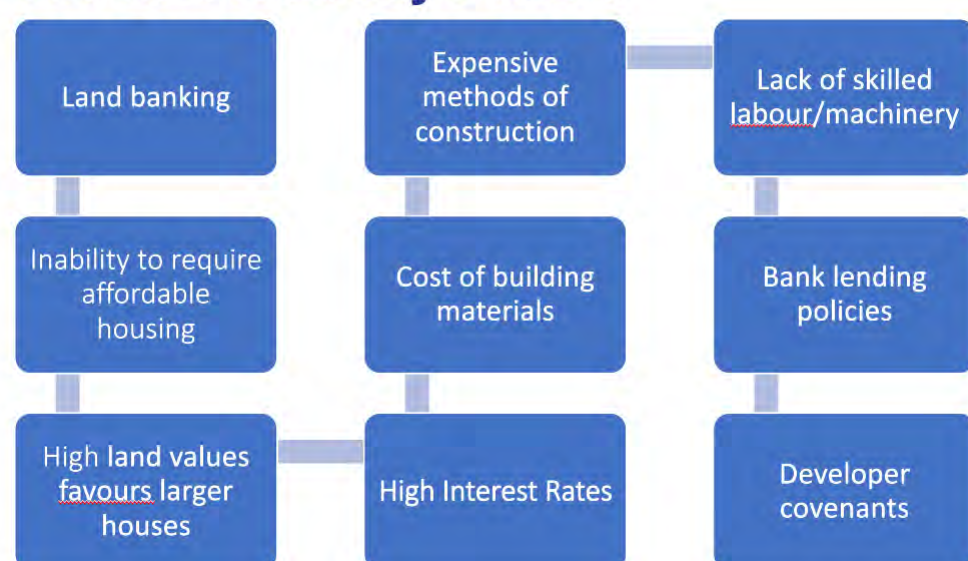 Land banking
Inability to require
affordable
housing
High land values
favours larger
houses
High Interest Rates
Cost of building
materials
Expensive
methods of
construction
Lack of skilled
labour/machinery
Bank lending
policies
Developer
covenants